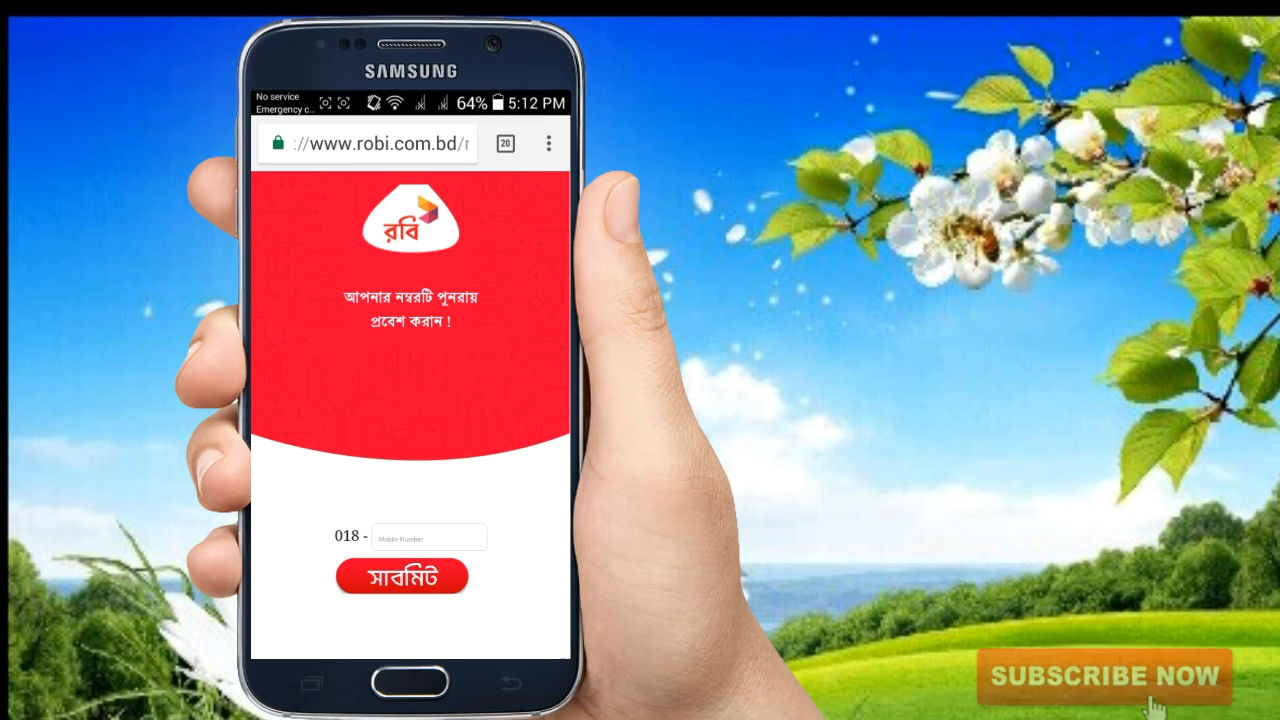 SAMSUNG
No service
Emergency c...
64% 5:12 PM
://www.robi.com.bd/r
20
রবি
আপনার নম্বরটি পুনরায়
প্রবেশ করান !
018 - Mobile Number
সাবমিট
SUBSCRIBE NOW